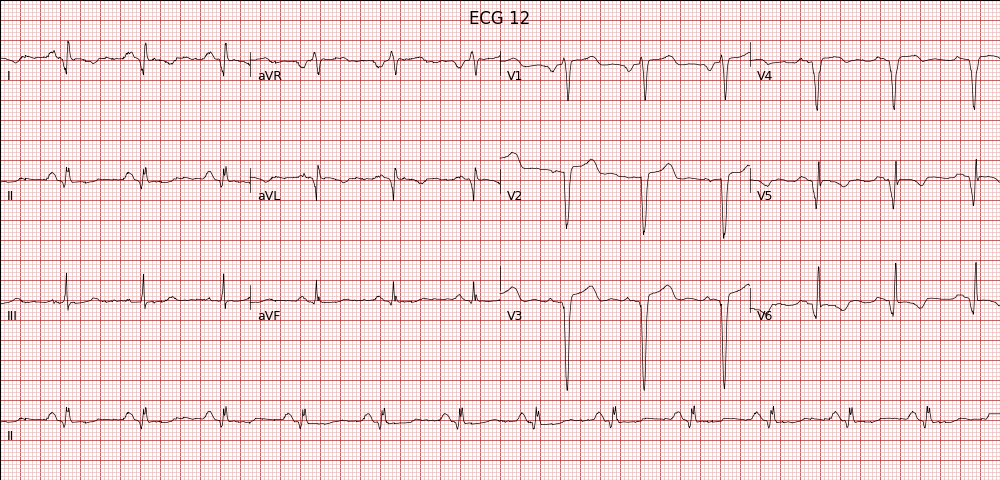 ECG 12
I aVR V1 V4
II aVL V2 V5
III aVF V3 V6
II